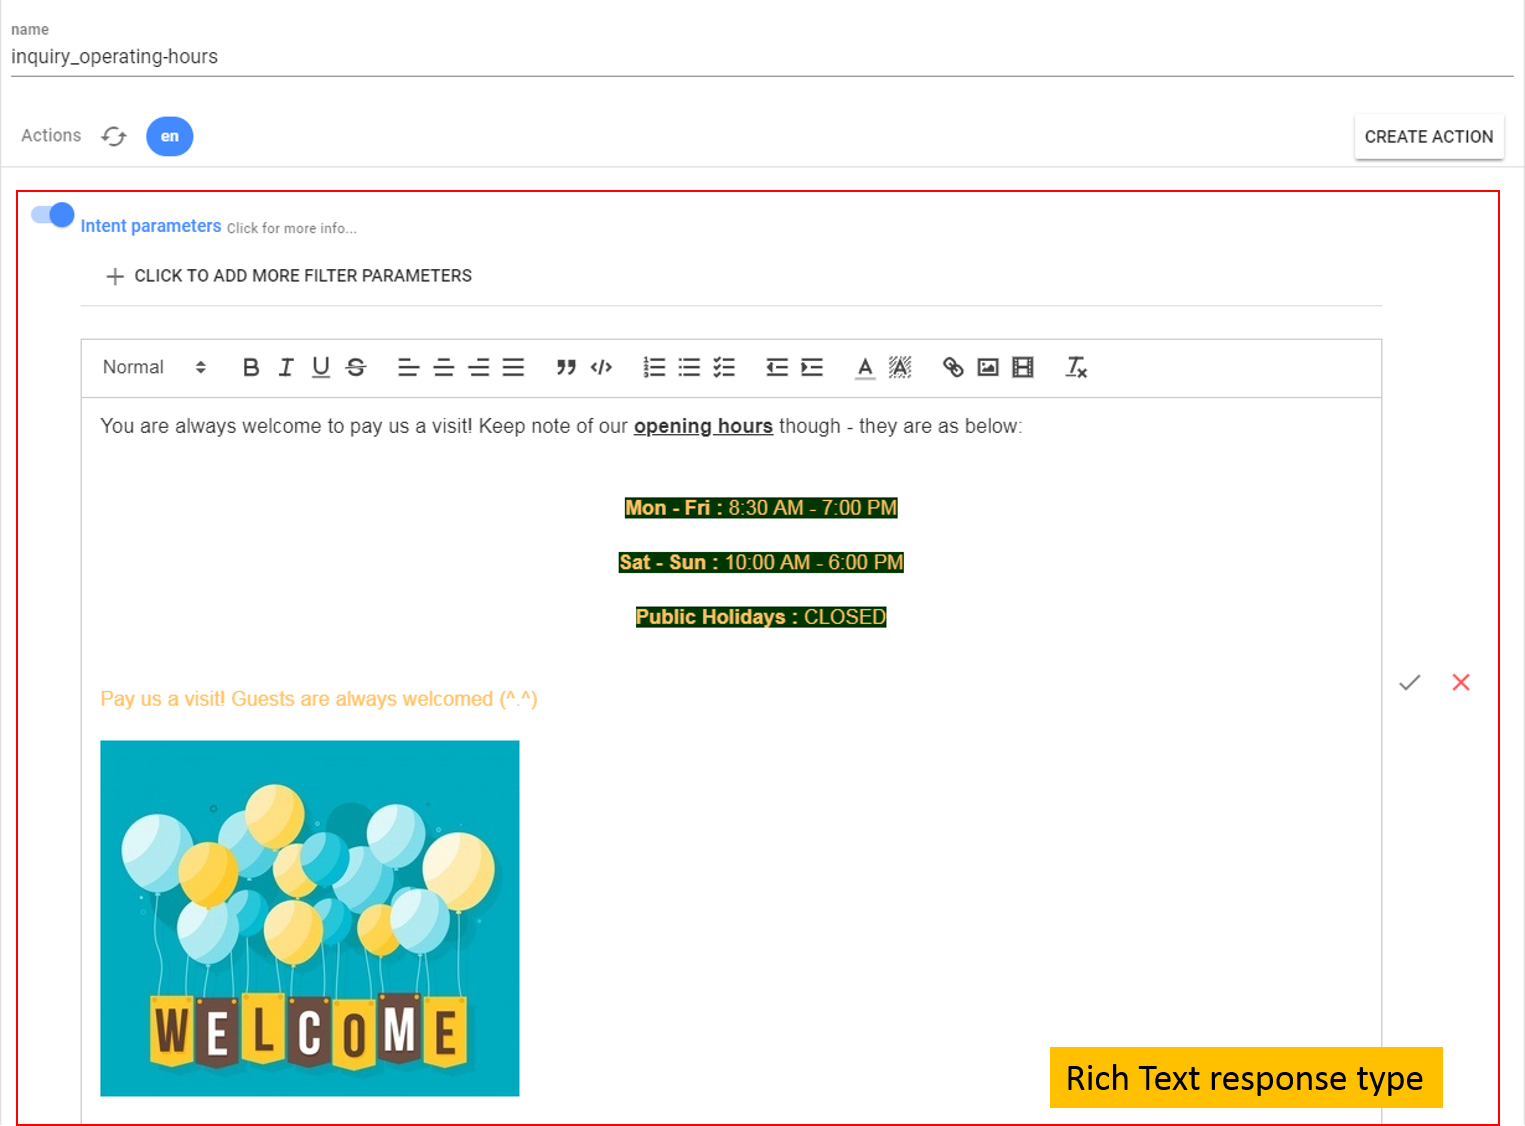 name
inquiry_operating-hours
Actions
en
CREATE ACTION
Intent parameters Click for more info...
CLICK TO ADD MORE FILTER PARAMETERS
Normal
You are always welcome to pay us a visit! Keep note of our opening hours though - they are as below:
Mon - Fri : 8:30 AM - 7:00 PM
Sat - Sun : 10:00 AM - 6:00 PM
Public Holidays : CLOSED
Pay us a visit! Guests are always welcomed (^.^)
WELCOME
Rich Text response type